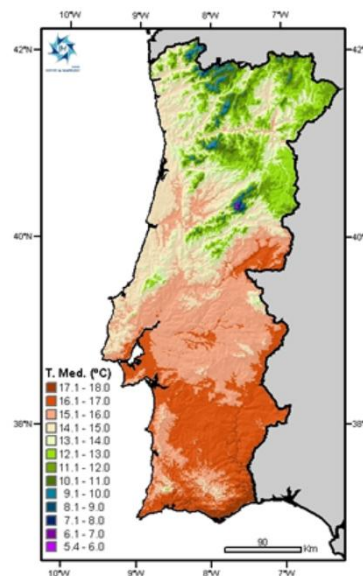 10°W 9°W 8°W 7°W
42°N 42°N
40°N 40°N
T. Med. (ºC)
17.1 - 18.0
16.1 - 17.0
15.1 - 16.0
14.1 - 15.0
13.1 - 14.0
12.1 - 13.0
11.1 - 12.0
10.1 - 11.0
9.1 - 10.0
8.1 - 9.0
7.1 - 8.0
6.1 - 7.0
5.4 - 6.0
38°N 38°N
90
Km
10°W 9°W 8°W 7°W